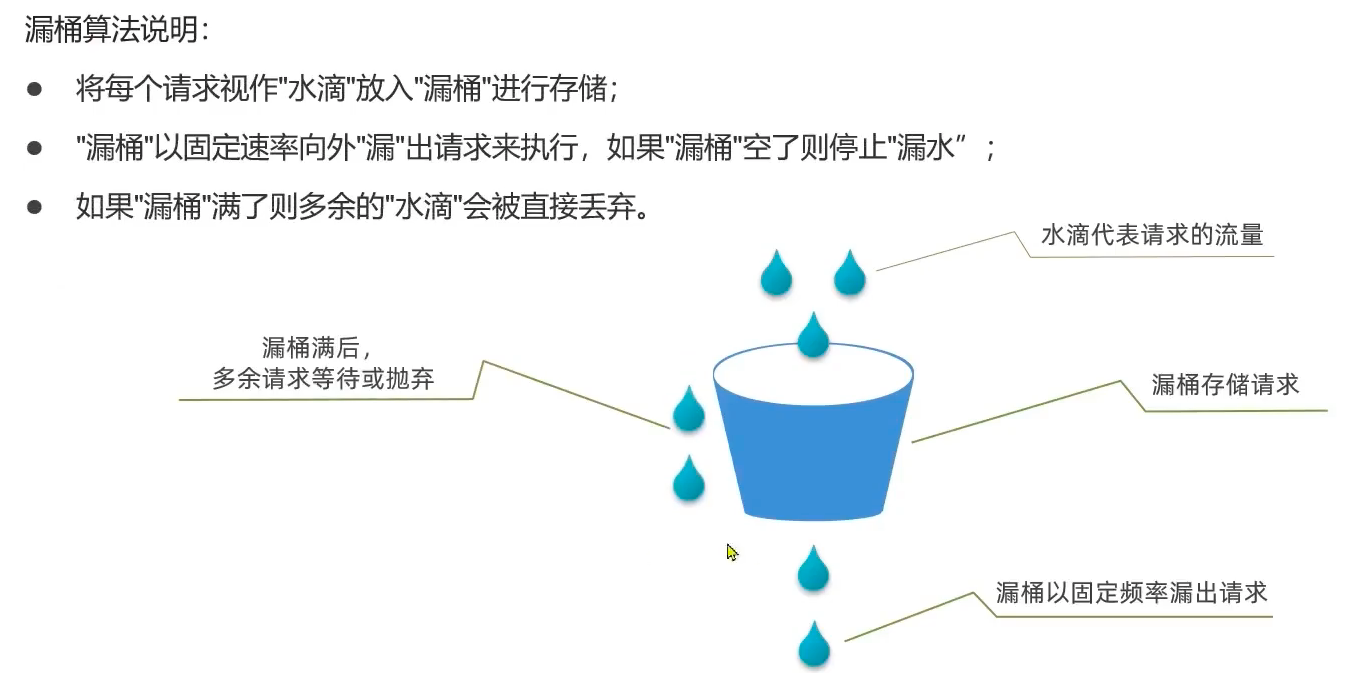 漏桶算法说明：
● 将每个请求视作"水滴"放入"漏桶"进行存储；
● "漏桶"以固定速率向外"漏"出请求来执行，如果"漏桶"空了则停止"漏水”；
● 如果"漏桶"满了则多余的"水滴"会被直接丢弃。
水滴代表请求的流量
漏桶满后，
多余请求等待或抛弃
漏桶存储请求
漏桶以固定频率漏出请求